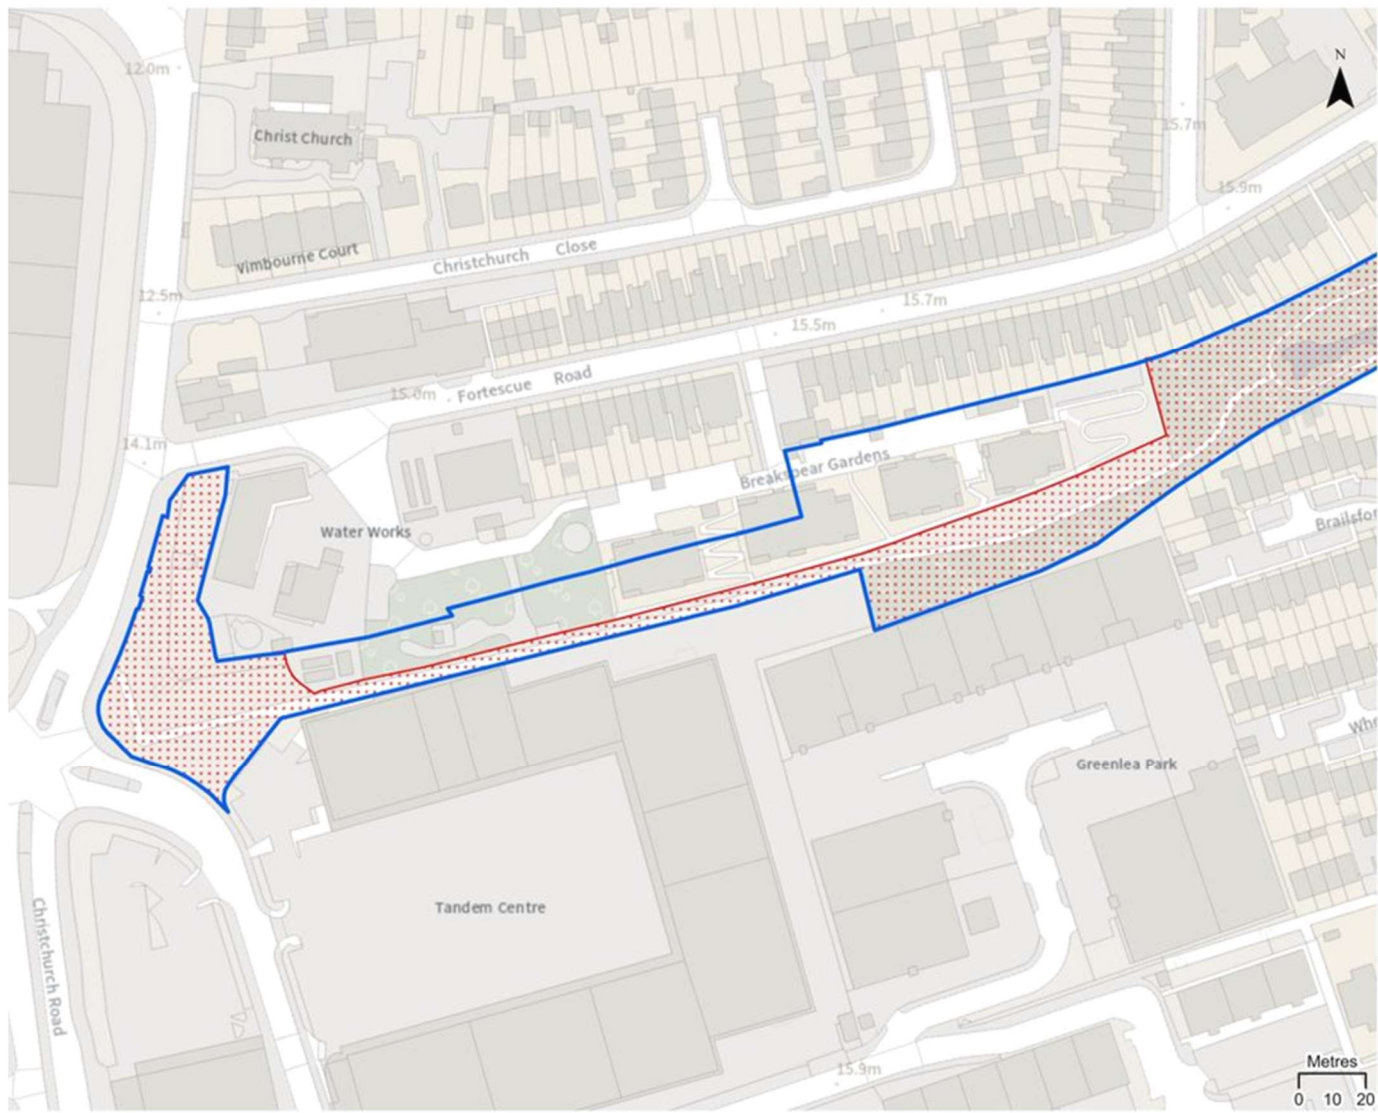 N
12.0m
Christ Church
15.7m
15.9m
Vimbourne Court
Christchurch Close
12.5m
15.7m
15.5m
15.0m
Fortescue Road
14.1m
Breakspear Gardens
Water Works
Brailsfor
Greenlea Park
Tandem Centre
Christchurch Road
15.9m
Metres
0 10 20